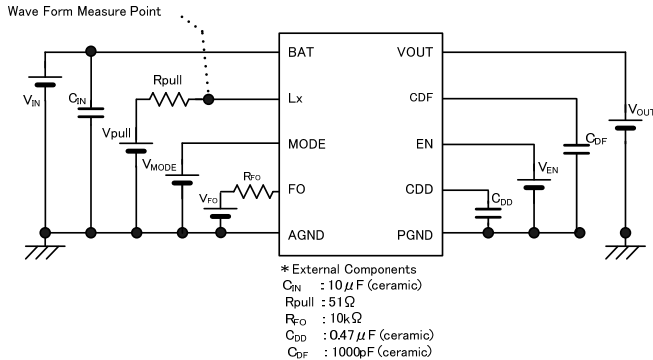 Wave Form Measure Point
BAT
VOUT
Rpull
Lx
CDF
VIN
CIN
Vpull
VOUT
CDF
MODE
EN
VMODE
VEN
RFO
VFO
FO
CDD
CDD
AGND
PGND
* External Components
CIN : 10μF (ceramic)
Rpull : 51Ω
RFO : 10kΩ
CDD : 0.47μF (ceramic)
CDF : 1000pF (ceramic)